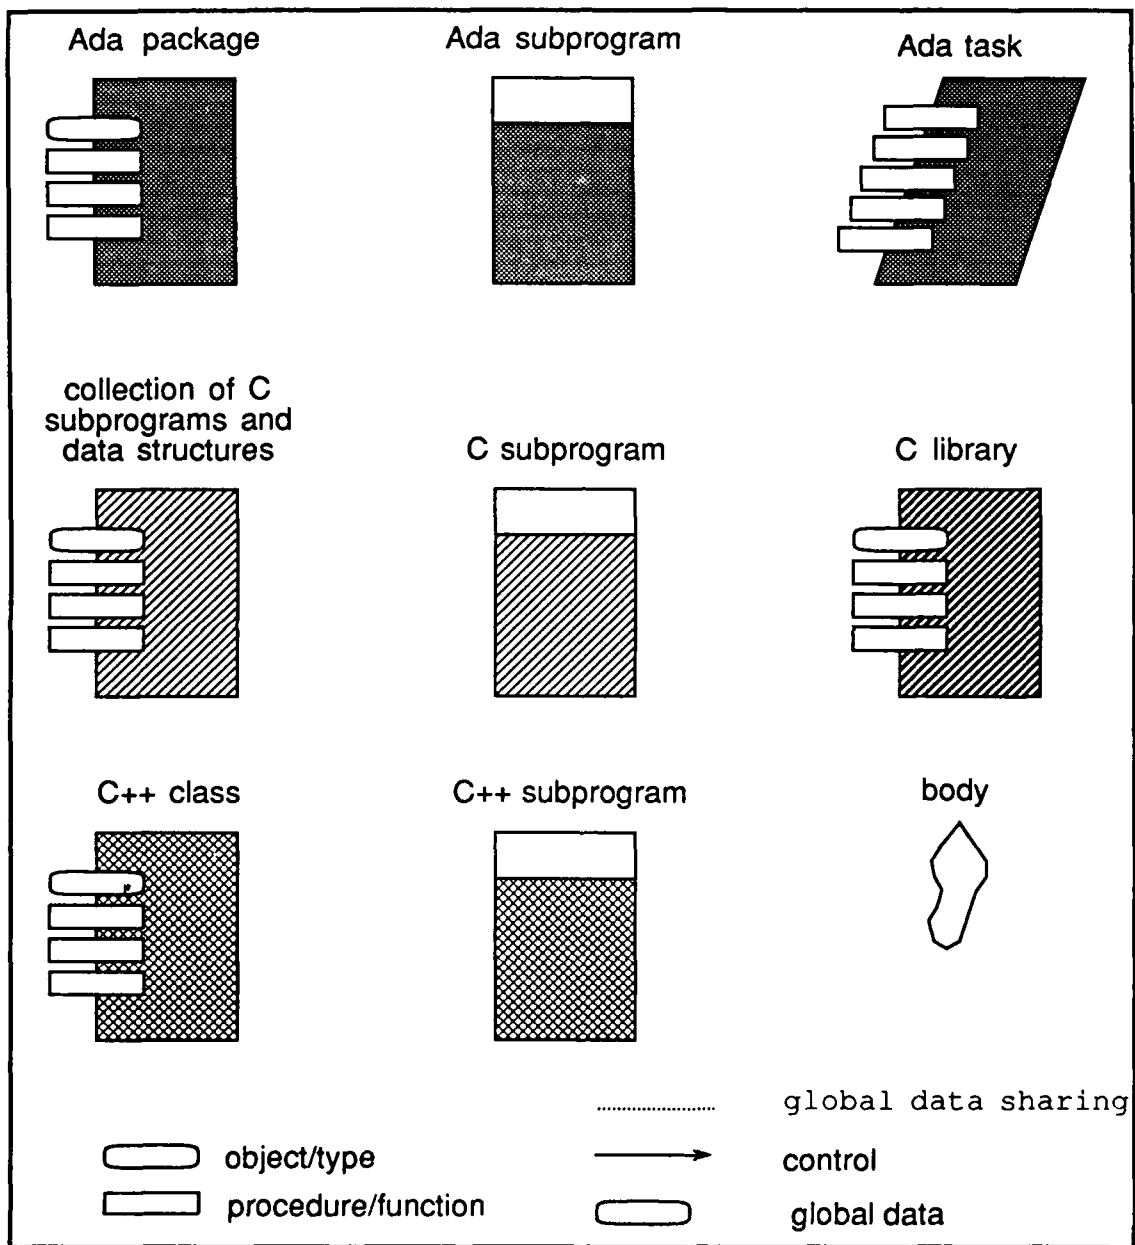 Ada package
Ada subprogram
Ada task
collection of C
subprograms and
data structures
C subprogram
C library
C++ class
C++ subprogram
body
global data sharing
object/type
control
procedure/function
global data